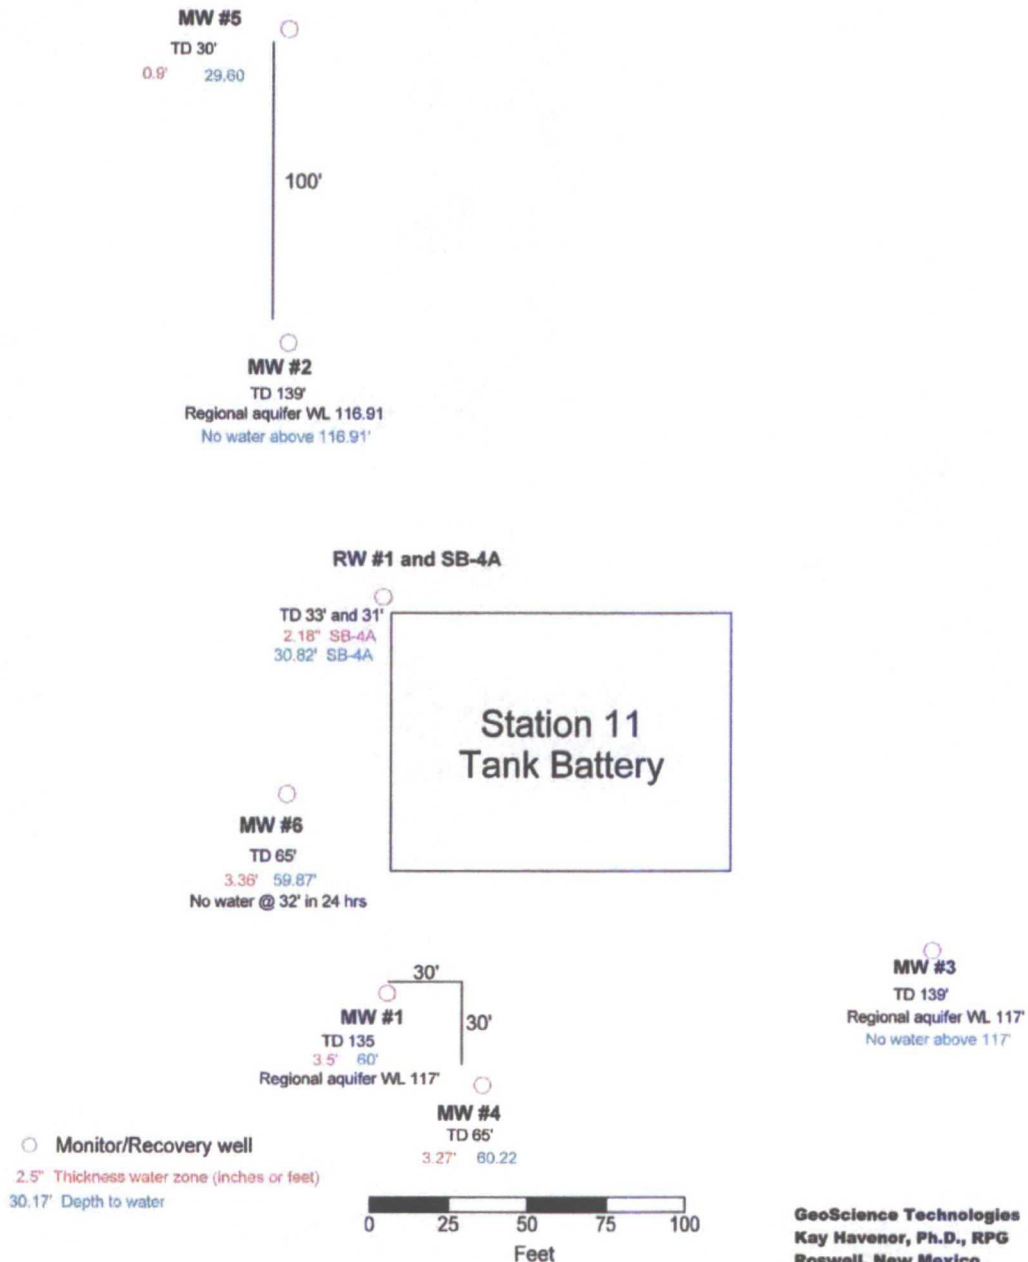 MW #5
TD 30'
0.9' 29.60
100'
MW #2
TD 139'
Regional aquifer WL 116.91
No water above 116.91'
RW #1 and SB-4A
TD 33' and 31'
2.18" SB-4A
30.82' SB-4A
Station 11
Tank Battery
MW #6
TD 65'
3.36' 59.87'
No water @ 32' in 24 hrs
30'
30'
MW #1
TD 135
3.5' 60'
Regional aquifer WL 117'
MW #3
TD 139'
Regional aquifer WL 117'
No water above 117'
MW #4
TD 65'
3.27' 60.22
Monitor/Recovery well
2.5" Thickness water zone (inches or feet)
30.17' Depth to water
0 25 50 75 100
Feet
GeoScience Technologies
Kay Havenor, Ph.D., RPG
Roswell, New Mexico